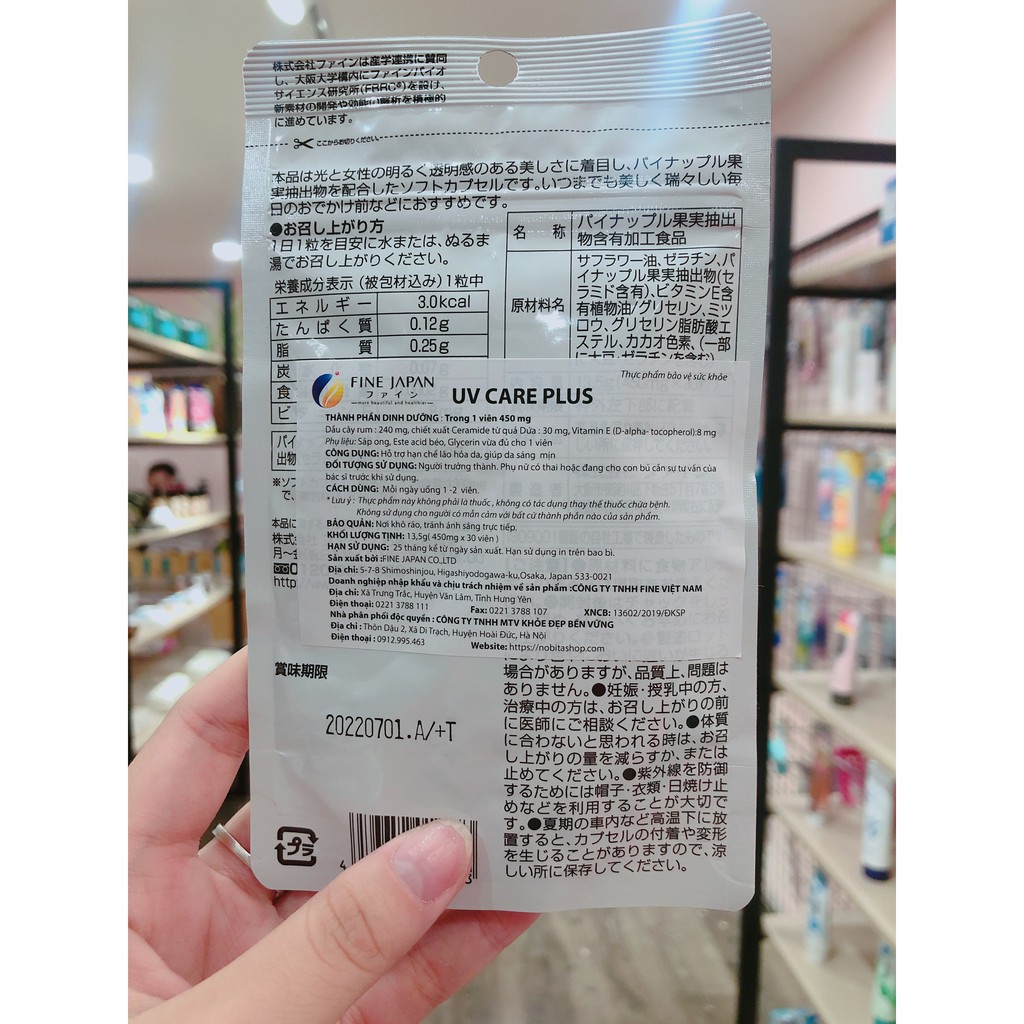 株式会社ファインは産学連携に賛同
し、大阪大学構内にファインバイオ
サイエンス研究所(FBRC®)を設け、
新素材の開発や効能の解析を積極的
に進めています。
ここからお切りください。
本品は光と女性の明るく透明感のある美しさに着目し、パイナップル果
実抽出物を配合したソフトカプセルです。いつまでも美しく瑞々しい毎
日のおでかけ前などにおすすめです。
●お召し上がり方
1日1粒を目安に水または、ぬるま
湯でお召し上がりください。
栄養成分表示(被包材込み)1粒中
エネルギー 3.0kcal
たんぱく質 0.12g
脂質 0.25g
炭 0.07g
食
ビ
パイ
出物
※ソフ
で、
本品に
株式
月〜金
http
名称 パイナップル果実抽出
物含有加工食品
原材料名 サフラワー油、ゼラチン、パ
イナップル果実抽出物(セ
ラミド含有)、ビタミンE含
有植物油/グリセリン、ミツ
ロウ、グリセリン脂肪酸エ
ステル、カカオ色素、(一部
に大豆・ゼラチンを含む)
FINE JAPAN
ファイン
more beautiful and healthier
Thực phẩm bảo vệ sức khỏe
UV CARE PLUS
THÀNH PHẦN DINH DƯỠNG : Trong 1 viên 450 mg
Dầu cây rum : 240 mg, chiết xuất Ceramide từ quả Dứa : 30 mg, Vitamin E (D-alpha- tocopherol):8 mg
Phụ liệu: Sáp ong, Este acid béo, Glycerin vừa đủ cho 1 viên
CÔNG DỤNG: Hỗ trợ hạn chế lão hóa da, giúp da sáng mịn
ĐỐI TƯỢNG SỬ DỤNG: Người trưởng thành. Phụ nữ có thai hoặc đang cho con bú cần sự tư vấn của
bác sĩ trước khi sử dụng.
CÁCH DÙNG: Mỗi ngày uống 1-2 viên.
* Lưu ý : Thực phẩm này không phải là thuốc , không có tác dụng thay thế thuốc chữa bệnh.
Không sử dụng cho người có mẫn cảm với bất cứ thành phần nào của sản phẩm.
BẢO QUẢN: Nơi khô ráo, tránh ánh sáng trực tiếp.
KHỐI LƯỢNG TỊNH: 13,5g( 450mg x 30 viên )
HẠN SỬ DỤNG: 25 tháng kể từ ngày sản xuất. Hạn sử dụng in trên bao bì.
Sản xuất bởi :FINE JAPAN CO.,LTD
Địa chỉ: 5-7-8 Shimoshinjou, Higashiyodogawa-ku,Osaka, Japan 533-0021
Doanh nghiệp nhập khẩu và chịu trách nhiệm về sản phẩm :CÔNG TY TNHH FINE VIỆT NAM
Địa chỉ: Xã Trưng Trắc, Huyện Văn Lâm, Tỉnh Hưng Yên
Điện thoại: 0221 3788 111 Fax: 0221 3788 107 XNCB: 13602/2019/ĐKSP
Nhà phân phối độc quyền : CÔNG TY TNHH MTV KHỎE ĐẸP BỀN VỮNG
Địa chỉ : Thôn Dậu 2, Xã Di Trạch, Huyện Hoài Đức, Hà Nội
Điện thoại : 0912.995.463 Website: https://nobitashop.com
賞味期限
20220701.A/+T
プラ
4
場合がありますが、品質上、問題は
ありません。●妊娠・授乳中の方、
治療中の方は、お召し上がりの前
に医師にご相談ください。●体質
に合わないと思われる時は、お召
し上がりの量を減らすか、または
止めてください。●紫外線を防御
するためには帽子・衣類・日焼け止
めなどを利用することが大切で
す。●夏期の車内など高温下に放
置すると、カプセルの付着や変形
を生じることがありますので、涼
しい所に保存してください。